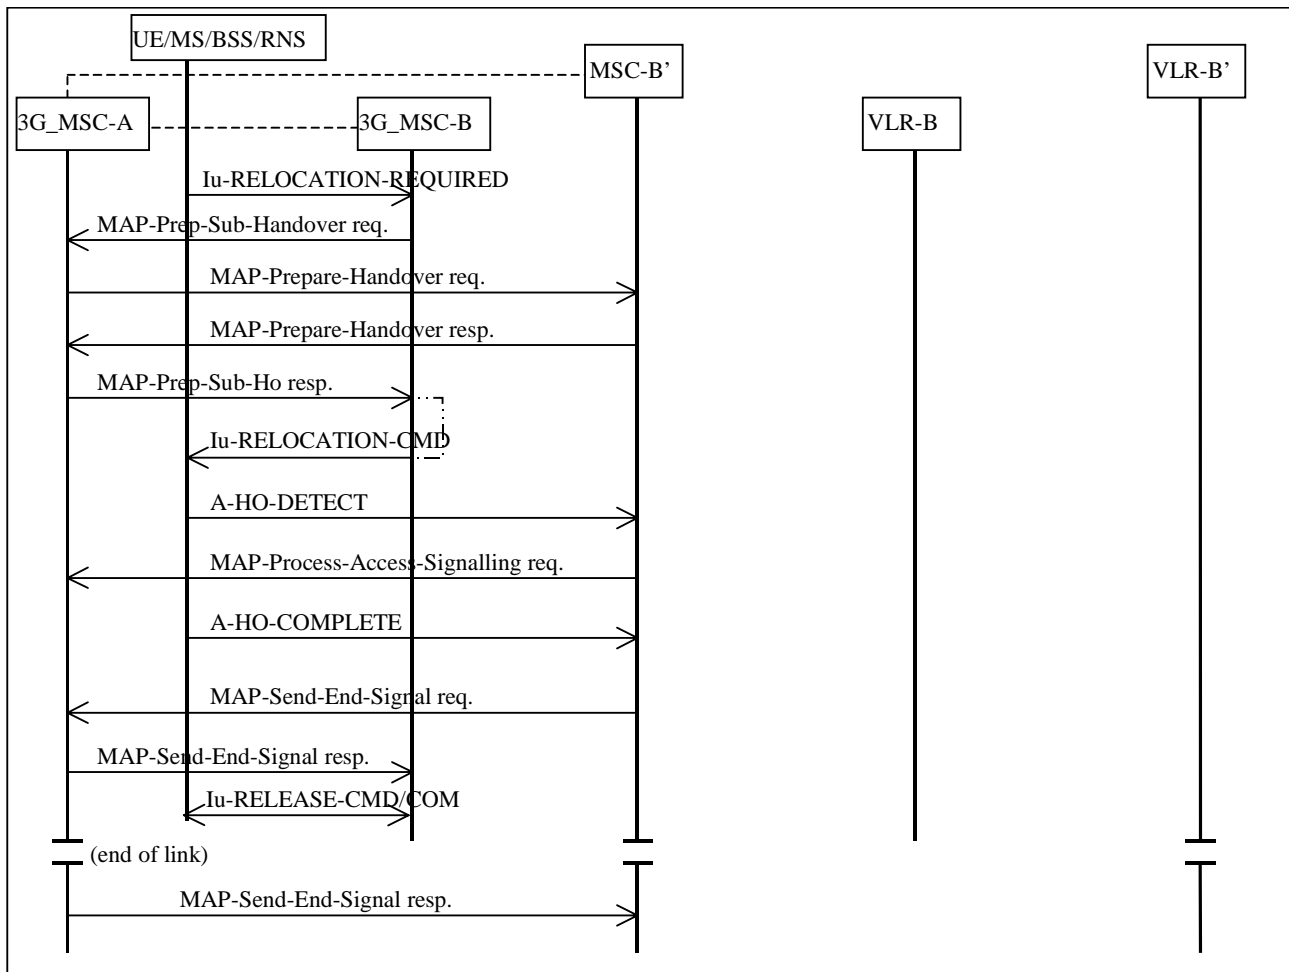 UE/MS/BSS/RNS
MSC-B’
VLR-B’
3G_MSC-A
3G_MSC-B
VLR-B
Iu-RELOCATION-REQUIRED
MAP-Prep-Sub-Handover req.
MAP-Prepare-Handover req.
MAP-Prepare-Handover resp.
MAP-Prep-Sub-Ho resp.
Iu-RELOCATION-CMD
A-HO-DETECT
MAP-Process-Access-Signalling req.
A-HO-COMPLETE
MAP-Send-End-Signal req.
MAP-Send-End-Signal resp.
Iu-RELEASE-CMD/COM
(end of link)
MAP-Send-End-Signal resp.